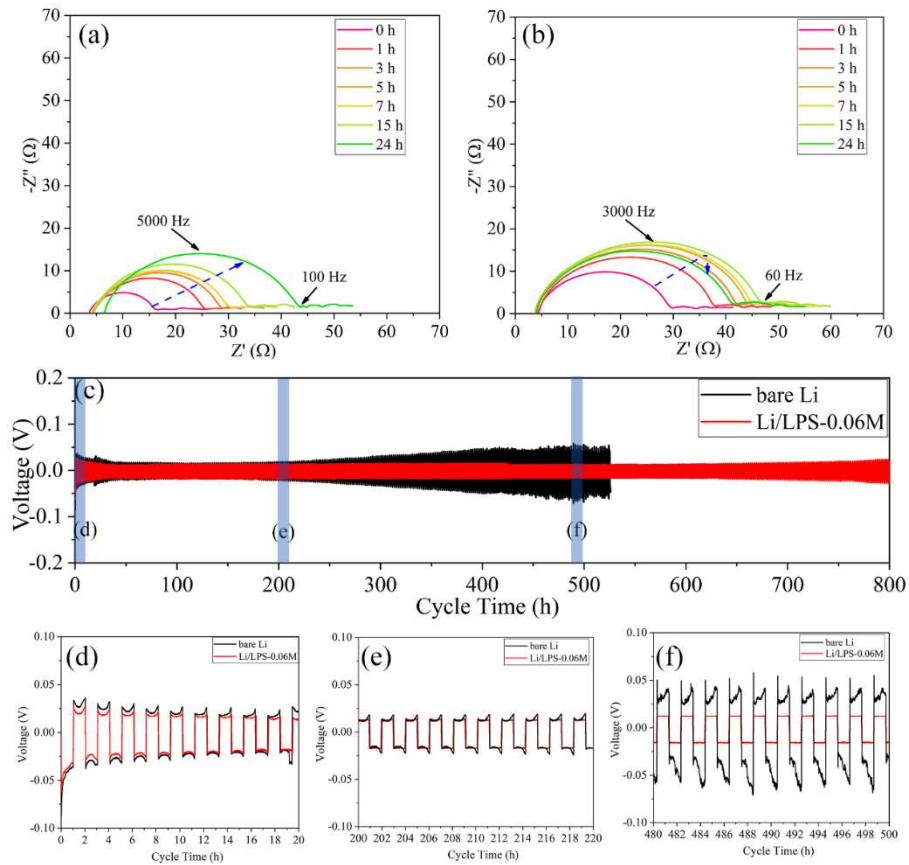 (a)
70
60
50
40
30
20
10
0
-Z'' (Ω)
0 h
1 h
3 h
5 h
7 h
15 h
24 h
5000 Hz
100 Hz
0 10 20 30 40 50 60 70
Z' (Ω)
(b)
70
60
50
40
30
20
10
0
-Z'' (Ω)
0 h
1 h
3 h
5 h
7 h
15 h
24 h
3000 Hz
60 Hz
0 10 20 30 40 50 60 70
Z' (Ω)
(c)
0.2
0.1
0.0
-0.1
-0.2
Voltage (V)
bare Li
Li/LPS-0.06M
(d) (e) (f)
0 100 200 300 400 500 600 700 800
Cycle Time (h)
(d)
0.10
0.05
0.00
-0.05
-0.10
Voltage (V)
bare Li
Li/LPS-0.06M
0 2 4 6 8 10 12 14 16 18 20
Cycle Time (h)
(e)
0.10
0.05
0.00
-0.05
-0.10
Voltage (V)
bare Li
Li/LPS-0.06M
200 202 204 206 208 210 212 214 216 218 220
Cycle Time (h)
(f)
0.10
0.05
0.00
-0.05
-0.10
Voltage (V)
bare Li
Li/LPS-0.06M
480 482 484 486 488 490 492 494 496 498 500
Cycle Time (h)